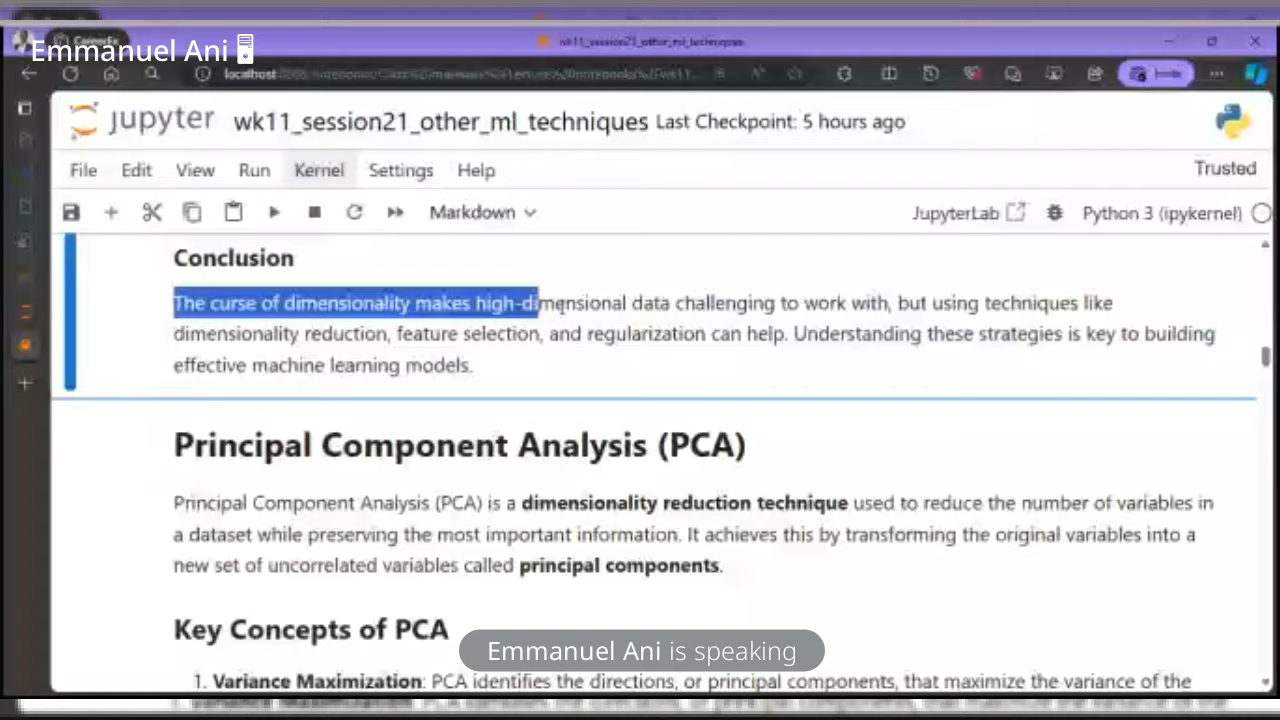 Emmanuel Ani
wk11_session21_other_ml_techniques
jupyter wk11_session21_other_ml_techniques Last Checkpoint: 5 hours ago
File Edit View Run Kernel Settings Help Trusted
Markdown JupyterLab Python 3 (ipykernel)
Conclusion
The curse of dimensionality makes high-dimensional data challenging to work with, but using techniques like
dimensionality reduction, feature selection, and regularization can help. Understanding these strategies is key to building
effective machine learning models.
Principal Component Analysis (PCA)
Principal Component Analysis (PCA) is a dimensionality reduction technique used to reduce the number of variables in
a dataset while preserving the most important information. It achieves this by transforming the original variables into a
new set of uncorrelated variables called principal components.
Key Concepts of PCA
Emmanuel Ani is speaking
1. Variance Maximization: PCA identifies the directions, or principal components, that maximize the variance of the